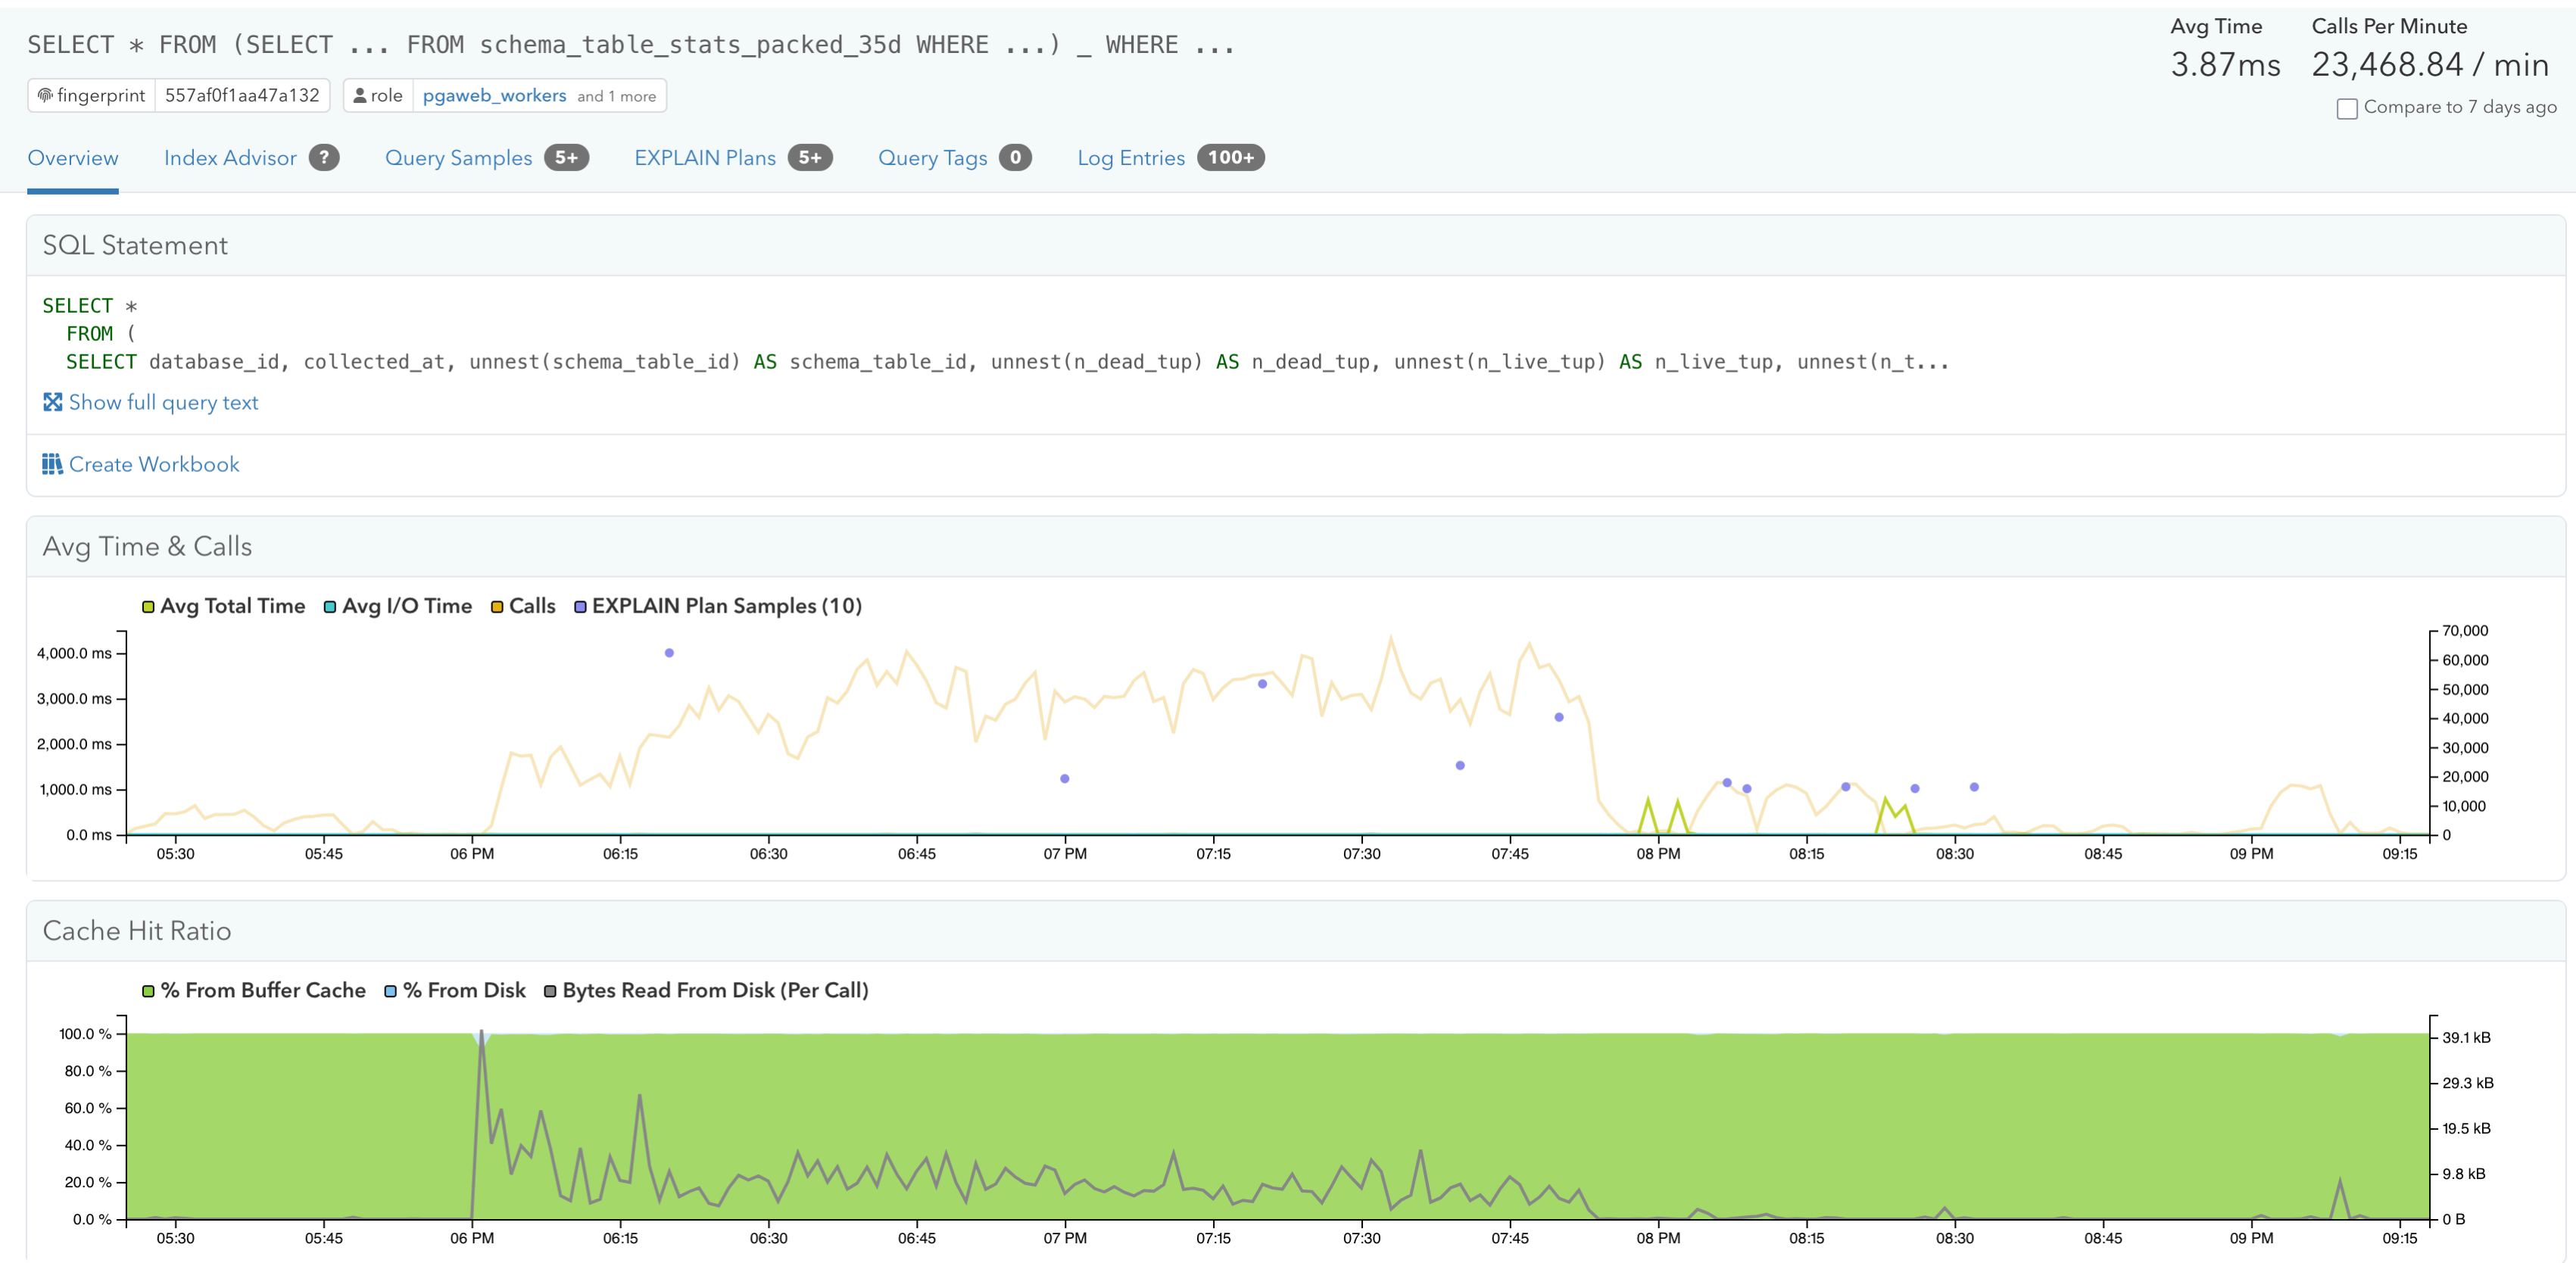 SELECT * FROM (SELECT ... FROM schema_table_stats_packed_35d WHERE ...) _ WHERE ...
Avg Time Calls Per Minute
3.87ms 23,468.84 / min
fingerprint 557af0f1aa47a132 role pgaweb_workers and 1 more
Compare to 7 days ago
Overview Index Advisor ? Query Samples 5+ EXPLAIN Plans 5+ Query Tags 0 Log Entries 100+
SQL Statement
SELECT *
FROM (
SELECT database_id, collected_at, unnest(schema_table_id) AS schema_table_id, unnest(n_dead_tup) AS n_dead_tup, unnest(n_live_tup) AS n_live_tup, unnest(n_t...
Show full query text
Create Workbook
Avg Time & Calls
Avg Total Time Avg I/O Time Calls EXPLAIN Plan Samples (10)
70,000
4,000.0 ms 60,000
3,000.0 ms 50,000
40,000
2,000.0 ms 30,000
1,000.0 ms 20,000
10,000
0.0 ms 0
05:30 05:45 06 PM 06:15 06:30 06:45 07 PM 07:15 07:30 07:45 08 PM 08:15 08:30 08:45 09 PM 09:15
Cache Hit Ratio
% From Buffer Cache % From Disk Bytes Read From Disk (Per Call)
100.0 % 39.1 kB
80.0 % 29.3 kB
60.0 %
40.0 % 19.5 kB
20.0 % 9.8 kB
0.0 % 0 B
05:30 05:45 06 PM 06:15 06:30 06:45 07 PM 07:15 07:30 07:45 08 PM 08:15 08:30 08:45 09 PM 09:15